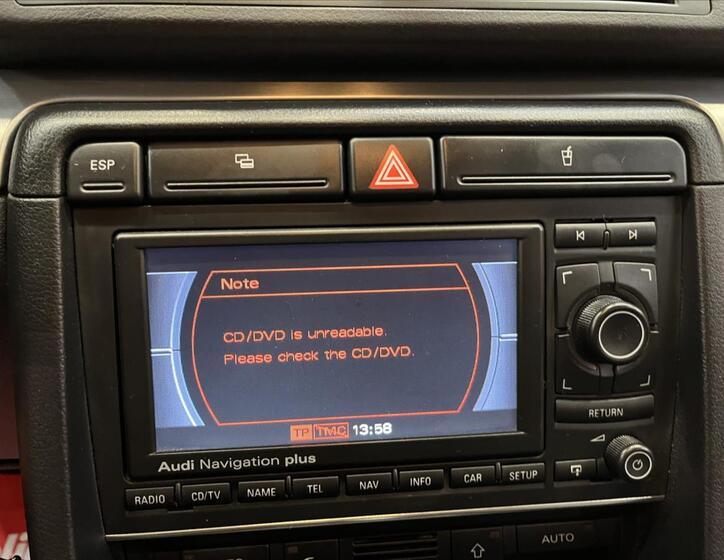 ESP
Note
CD/DVD is unreadable.
Please check the CD/DVD.
TP TMC 13:58
RETURN
Audi Navigation plus
RADIO CD/TV NAME TEL NAV INFO CAR SETUP
AUTO